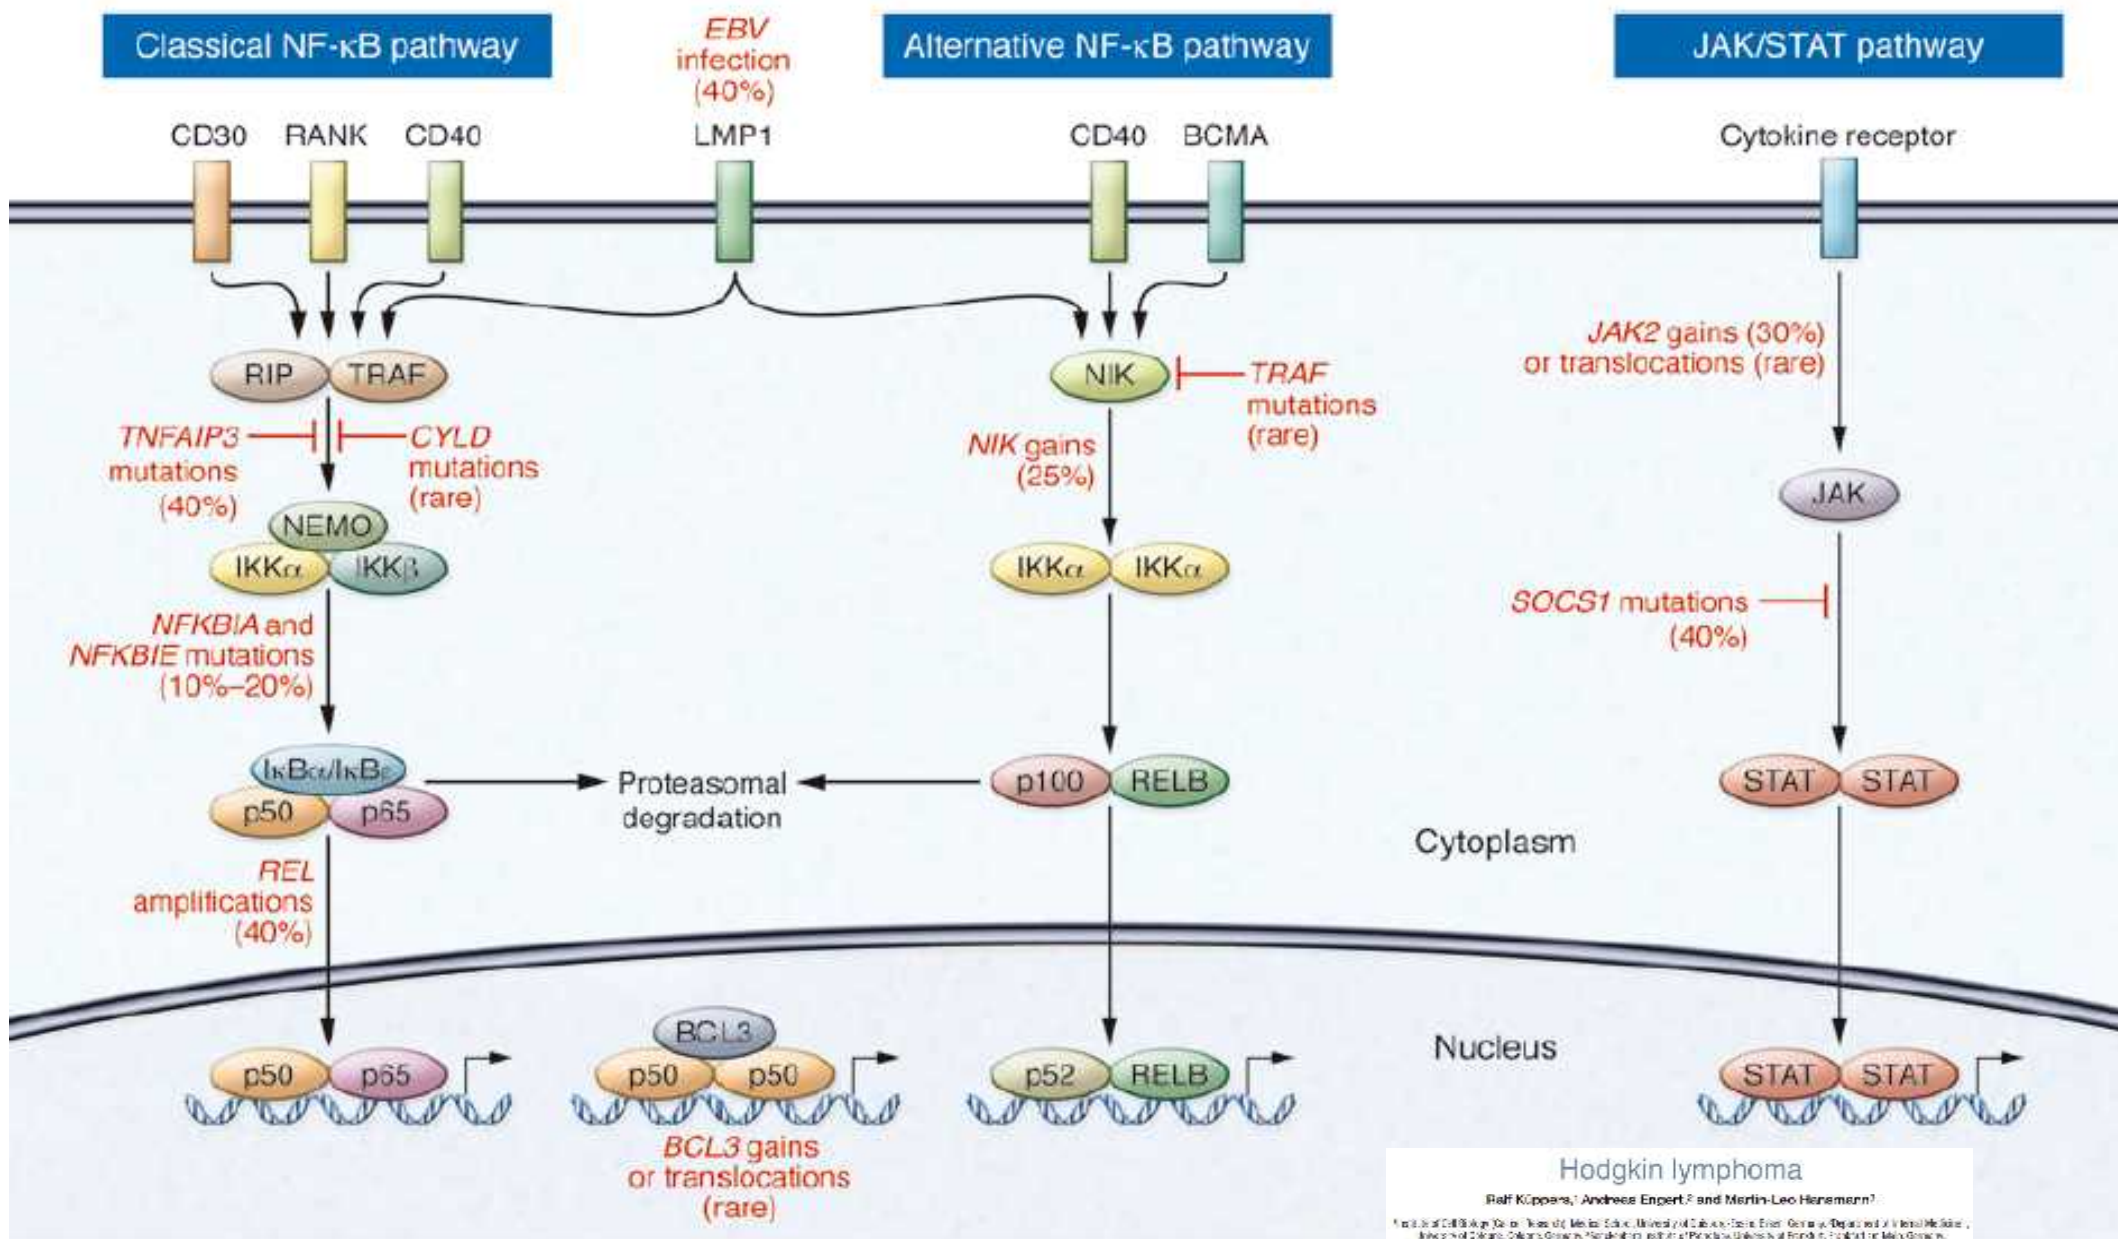 Classical NF-κB pathway
EBV
infection
(40%)
Alternative NF-κB pathway
JAK/STAT pathway
CD30
RANK
CD40
LMP1
CD40
BCMA
Cytokine receptor
RIP
TRAF
NIK
TRAF
mutations
(rare)
JAK2 gains (30%)
or translocations (rare)
TNFAIP3
mutations
(40%)
CYLD
mutations
(rare)
NIK gains
(25%)
JAK
NEMO
IKKα
IKKβ
IKKα
IKKα
NFKBIA and
NFKBIE mutations
(10%–20%)
SOCS1 mutations
(40%)
IκBα/IκBε
p50
p65
Proteasomal
degradation
p100
RELB
STAT
STAT
Cytoplasm
REL
amplifications
(40%)
Nucleus
p50
p65
BCL3
p50
p50
p52
RELB
STAT
STAT
BCL3 gains
or translocations
(rare)
Hodgkin lymphoma
Ralf Küppers,¹ Andreas Engert,² and Martin-Leo Hansmann³